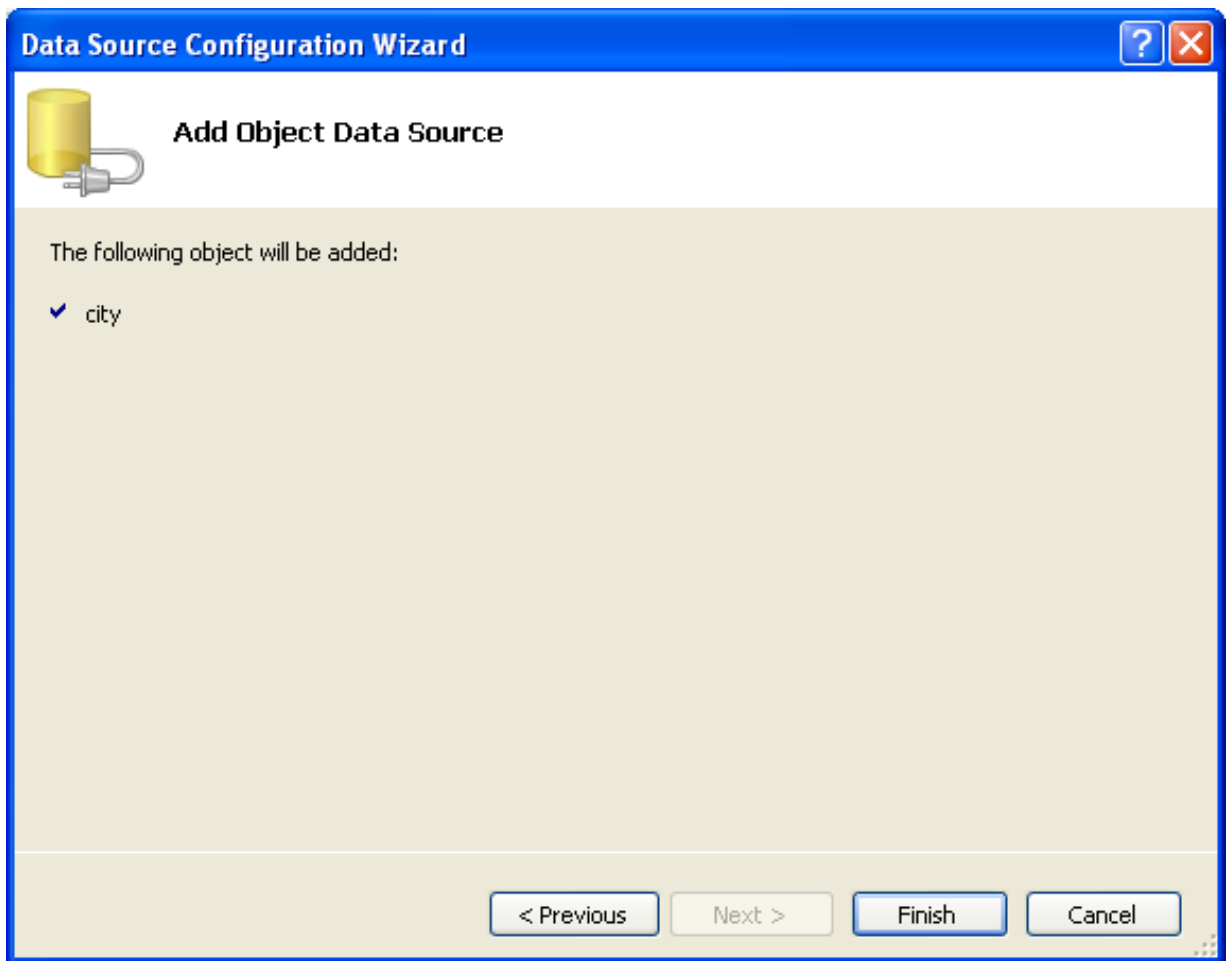 Data Source Configuration Wizard
?
Add Object Data Source
The following object will be added:
city
< Previous
Next >
Finish
Cancel